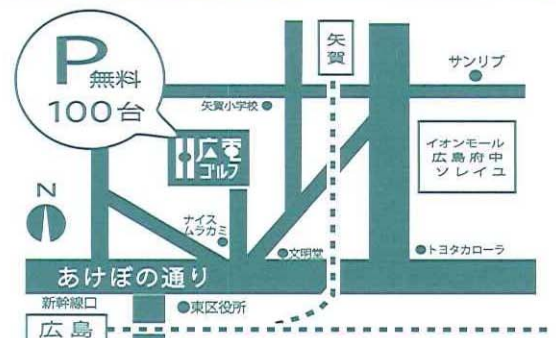 P
無料
100台
矢
賀
サンリブ
矢賀小学校
広電
ゴルフ
イオンモール
広島府中
ソレイユ
N
ナイス
ムラカミ
文明堂
トヨタカローラ
あけぼの通り
新幹線口
東区役所
広島